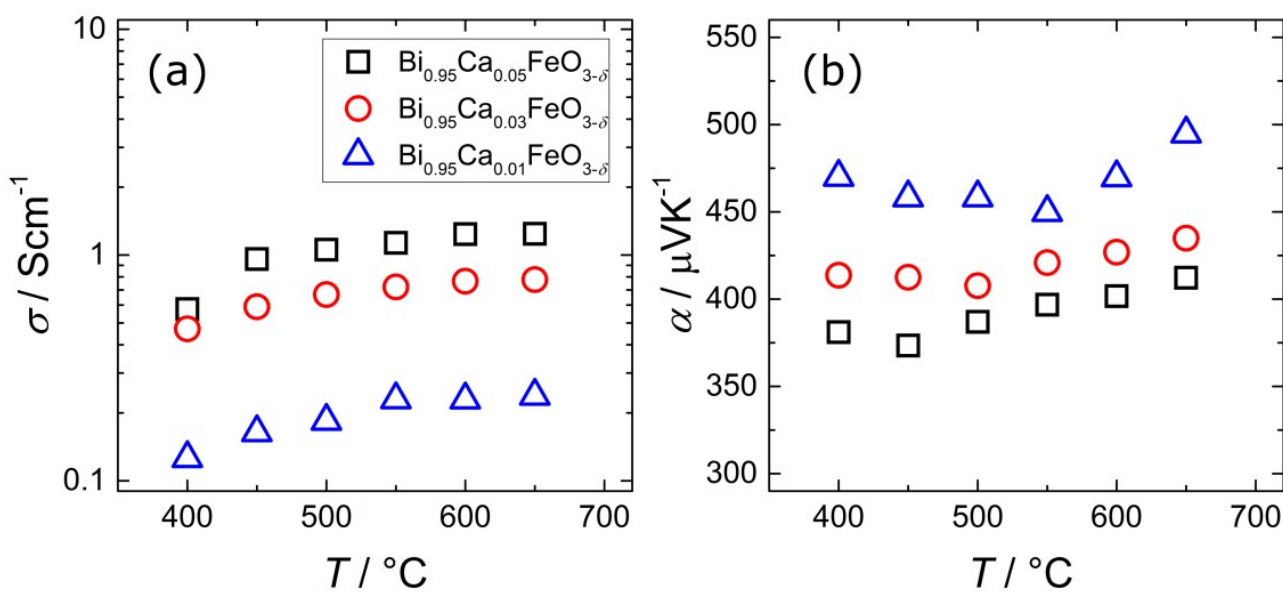 (a)
Bi0.95Ca0.05FeO3-δ
Bi0.95Ca0.03FeO3-δ
Bi0.95Ca0.01FeO3-δ
10
1
0.1
σ / Scm-1
400 500 600 700
T / °C
(b)
550
500
450
400
350
300
α / μVK-1
400 500 600 700
T / °C